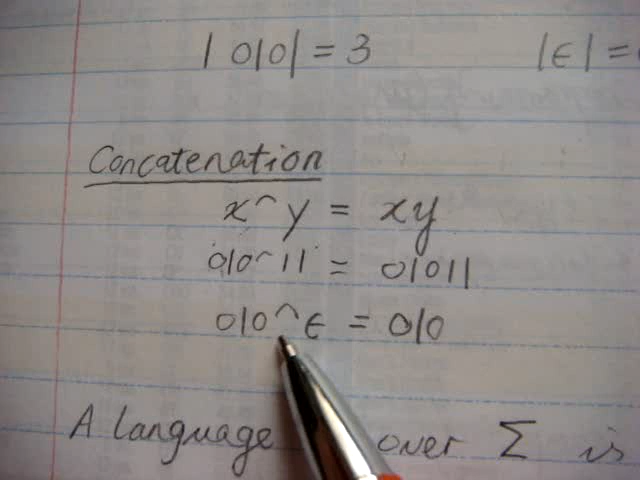 |010| = 3 |ϵ| =
Concatenation
x⌢y = xy
010⌢11 = 01011
010⌢ϵ = 010
A language over Σ is